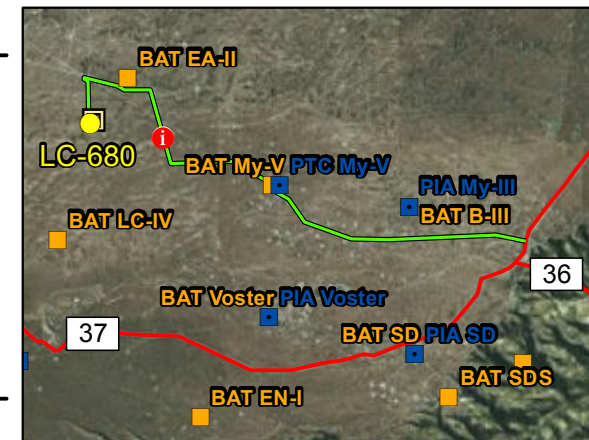 BAT EA-II
i
LC-680
BAT My-V PTC My-V
PIA My-III
BAT B-III
BAT LC-IV
36
BAT Voster PIA Voster
37
BAT SD PIA SD
BAT SDS
BAT EN-I